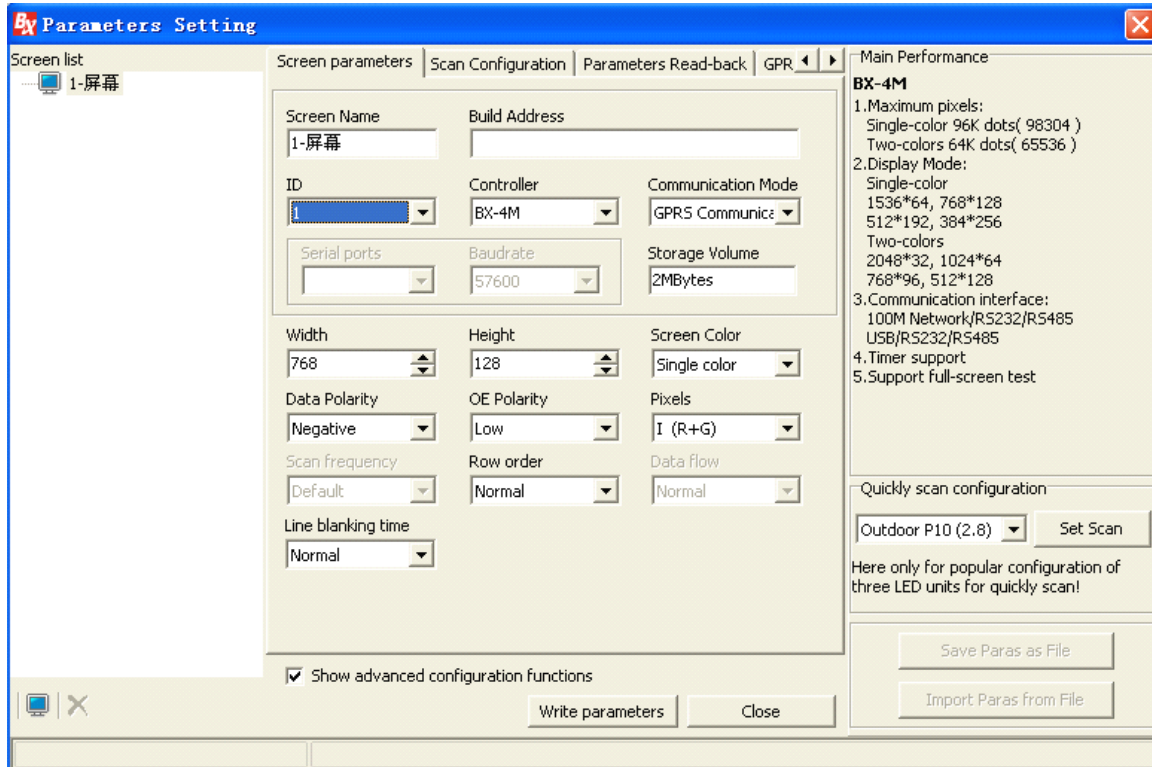 BX Parameters Setting
Screen list
1-屏幕
Screen parameters
Scan Configuration
Parameters Read-back
GPR
Screen Name
Build Address
1-屏幕
ID
Controller
Communication Mode
1
BX-4M
GPRS Communica
Serial ports
Baudrate
Storage Volume
57600
2MBytes
Width
Height
Screen Color
768
128
Single color
Data Polarity
OE Polarity
Pixels
Negative
Low
I (R+G)
Scan frequency
Row order
Data flow
Default
Normal
Normal
Line blanking time
Normal
Show advanced configuration functions
Write parameters
Close
Main Performance
BX-4M
1.Maximum pixels:
Single-color 96K dots( 98304 )
Two-colors 64K dots( 65536 )
2.Display Mode:
Single-color
1536*64, 768*128
512*192, 384*256
Two-colors
2048*32, 1024*64
768*96, 512*128
3.Communication interface:
100M Network/RS232/RS485
USB/RS232/RS485
4.Timer support
5.Support full-screen test
Quickly scan configuration
Outdoor P10 (2.8)
Set Scan
Here only for popular configuration of
three LED units for quickly scan!
Save Paras as File
Import Paras from File